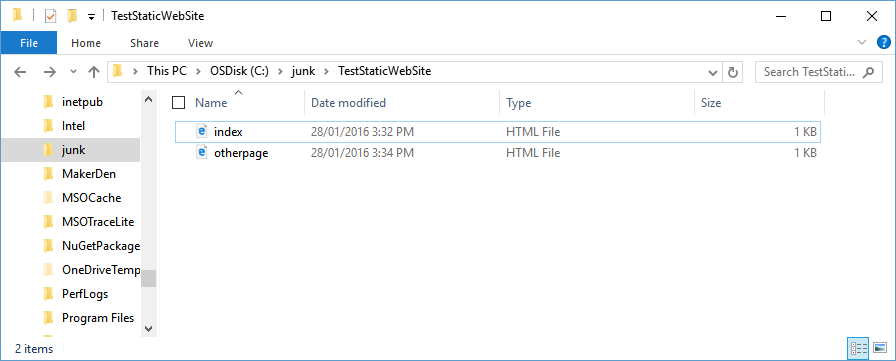 TestStaticWebSite
File Home Share View
This PC OSDisk (C:) junk TestStaticWebSite Search TestStati...
Name Date modified Type Size
inetpub
Intel
junk
MakerDen
MSOCache
MSOTraceLite
NuGetPackage
OneDriveTemp
PerfLogs
Program Files
index 28/01/2016 3:32 PM HTML File 1 KB
otherpage 28/01/2016 3:34 PM HTML File 1 KB
2 items